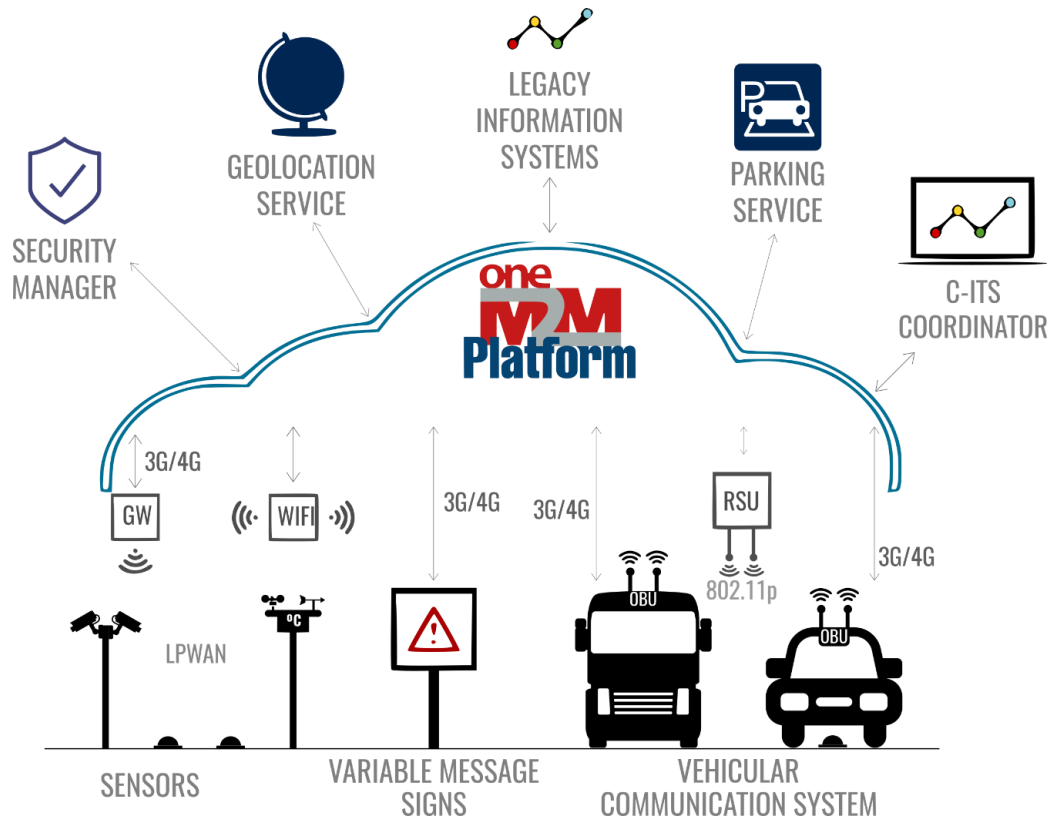 LEGACY
INFORMATION
SYSTEMS
GEOLOCATION
SERVICE
P
PARKING
SERVICE
SECURITY
MANAGER
C-ITS
COORDINATOR
one
M2M
Platform
3G/4G
GW
WIFI
3G/4G
3G/4G
RSU
802.11p
3G/4G
OBU
OBU
ºC
LPWAN
SENSORS
VARIABLE MESSAGE
SIGNS
VEHICULAR
COMMUNICATION SYSTEM